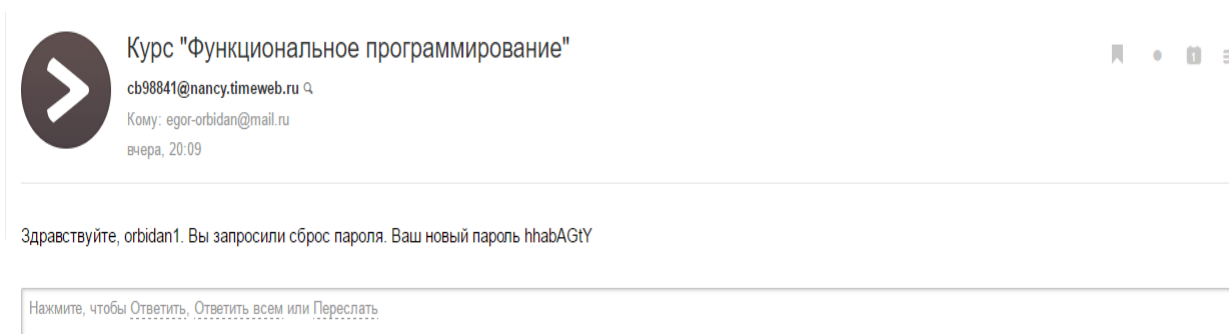 Курс "Функциональное программирование"
cb98841@nancy.timeweb.ru
Кому: egor-orbidan@mail.ru
вчера, 20:09
1
Здравствуйте, orbidan1. Вы запросили сброс пароля. Ваш новый пароль hhabAGtY
Нажмите, чтобы Ответить, Ответить всем или Переслать